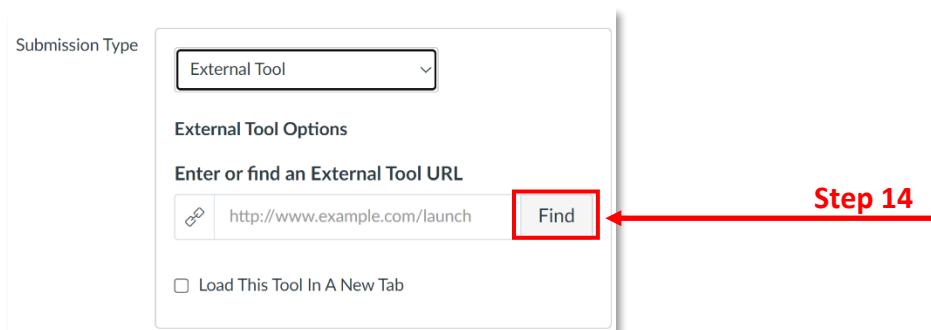 Submission Type
External Tool
External Tool Options
Enter or find an External Tool URL
http://www.example.com/launch Find
Step 14
Load This Tool In A New Tab